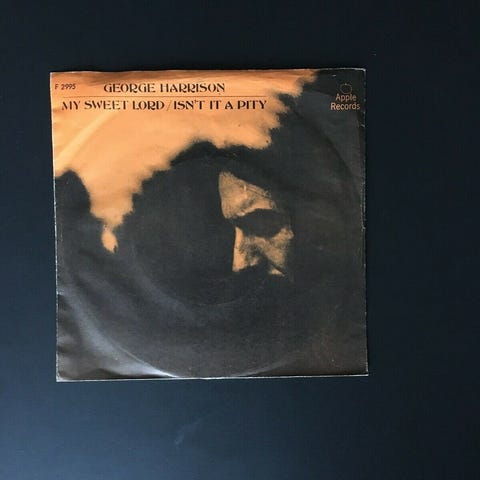 F 2995
GEORGE HARRISON
MY SWEET LORD/ISN'T IT A PITY
Apple
Records